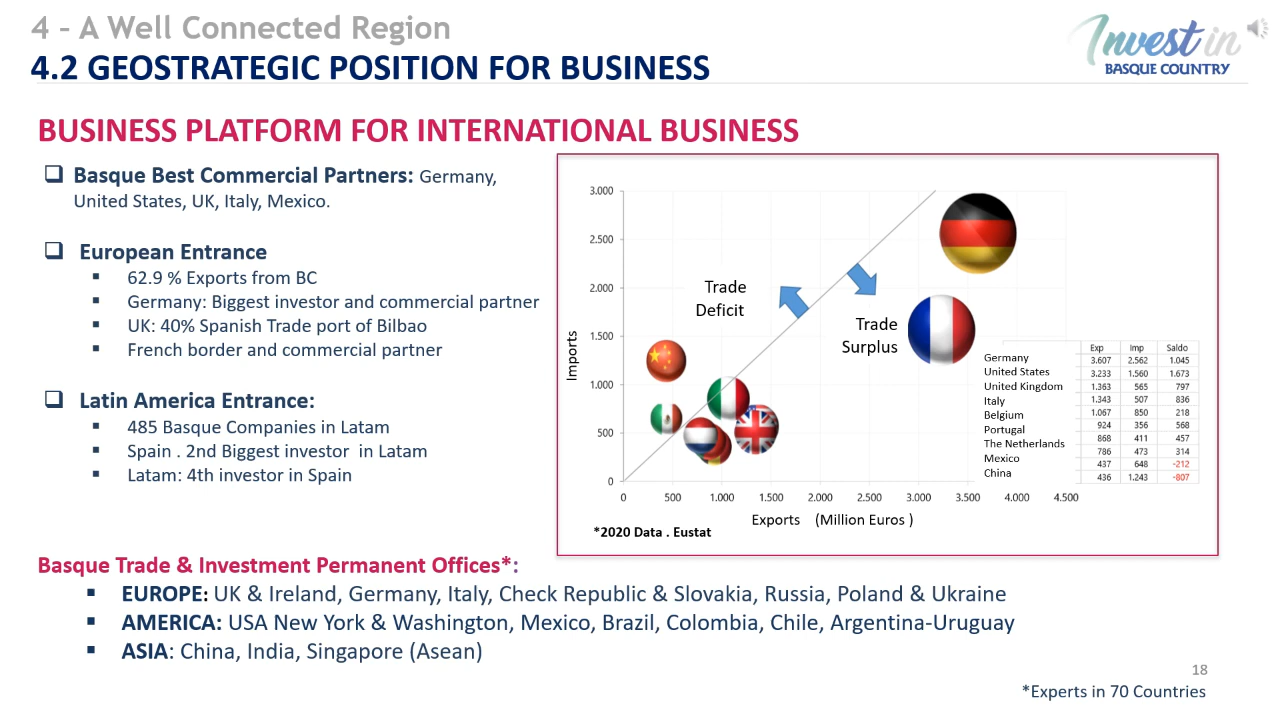 4 – A Well Connected Region
4.2 GEOSTRATEGIC POSITION FOR BUSINESS
Invest in
BASQUE COUNTRY
BUSINESS PLATFORM FOR INTERNATIONAL BUSINESS
Basque Best Commercial Partners: Germany,
United States, UK, Italy, Mexico.
European Entrance
62.9 % Exports from BC
Germany: Biggest investor and commercial partner
UK: 40% Spanish Trade port of Bilbao
French border and commercial partner
Latin America Entrance:
485 Basque Companies in Latam
Spain . 2nd Biggest investor in Latam
Latam: 4th investor in Spain
Imports
3.000
2.500
2.000
1.500
1.000
500
0
Trade
Deficit
Trade
Surplus
Exp Imp Saldo
Germany 3.607 2.562 1.045
United States 3.233 1.560 1.673
United Kingdom 1.363 565 797
Italy 1.343 507 836
Belgium 1.067 850 218
Portugal 924 356 568
The Netherlands 868 411 457
Mexico 786 473 314
China 437 648 -212
436 1.243 -807
0 500 1.000 1.500 2.000 2.500 3.000 3.500 4.000 4.500
Exports (Million Euros )
*2020 Data . Eustat
Basque Trade & Investment Permanent Offices*:
EUROPE: UK & Ireland, Germany, Italy, Check Republic & Slovakia, Russia, Poland & Ukraine
AMERICA: USA New York & Washington, Mexico, Brazil, Colombia, Chile, Argentina-Uruguay
ASIA: China, India, Singapore (Asean)
18
*Experts in 70 Countries